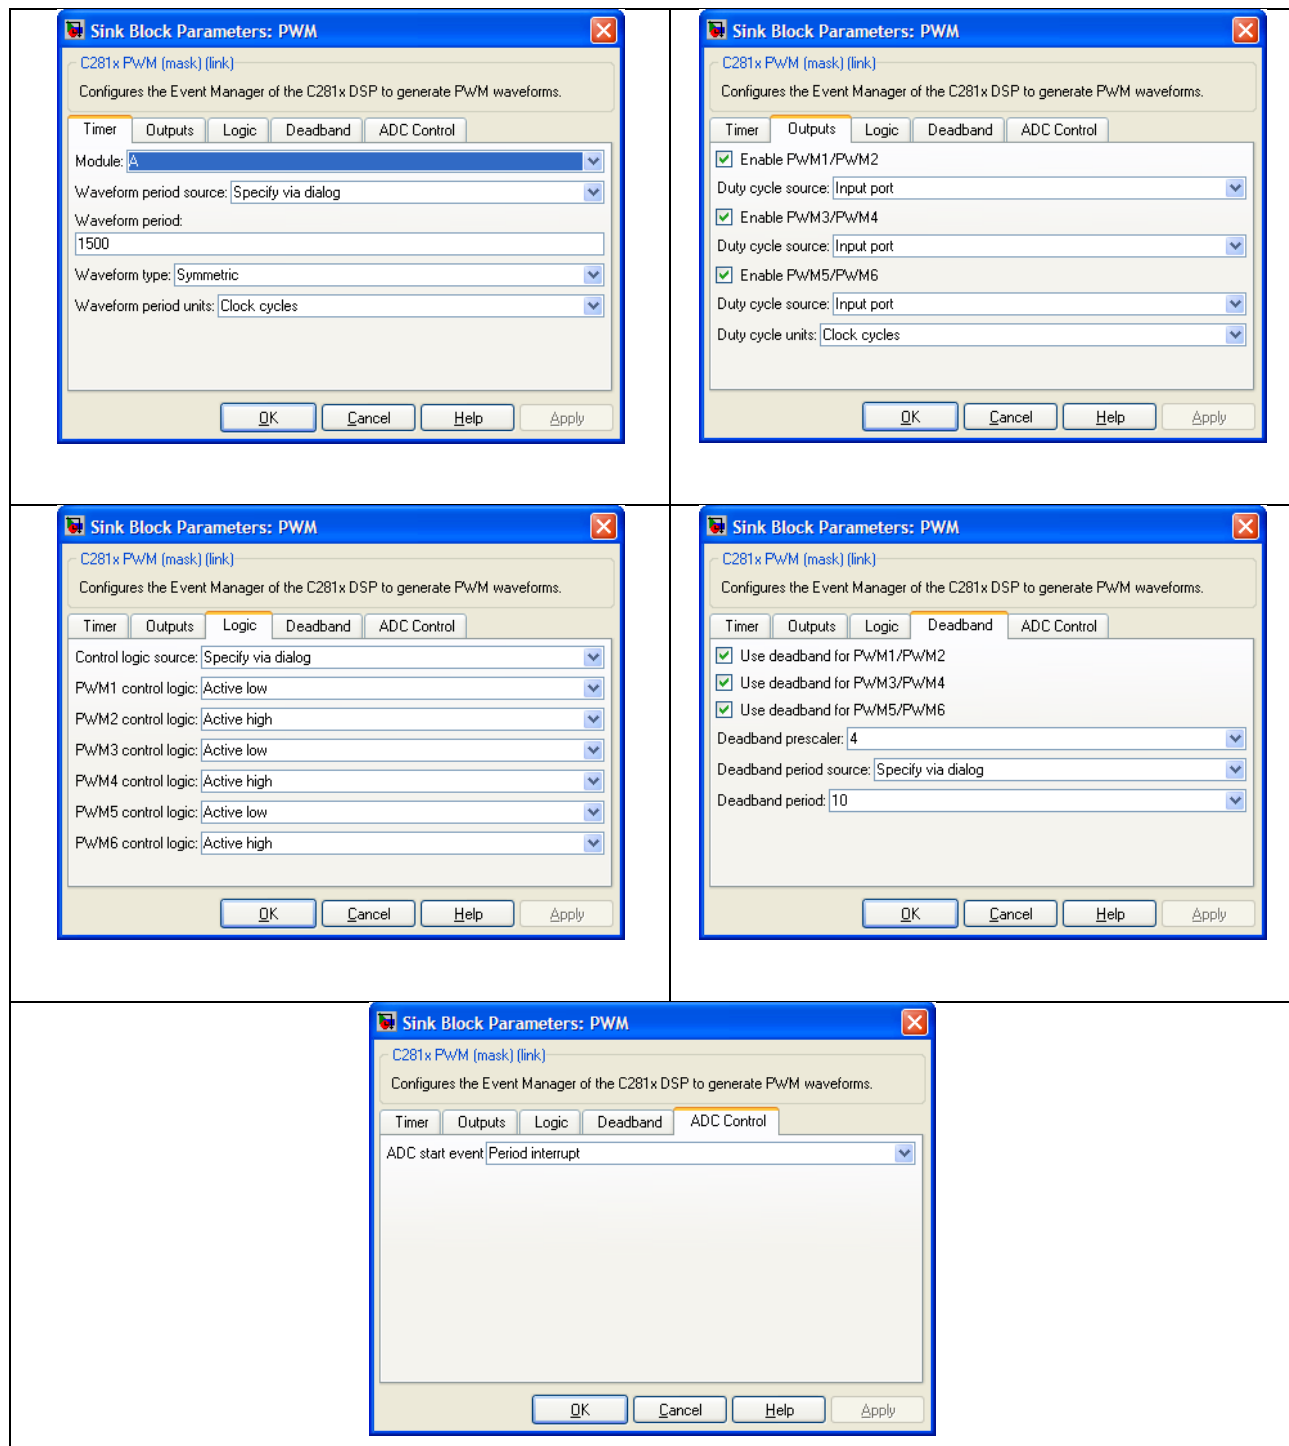 Sink Block Parameters: PWM
C281x PWM (mask) (link)
Configures the Event Manager of the C281x DSP to generate PWM waveforms.
Timer Outputs Logic Deadband ADC Control
Module: A
Waveform period source: Specify via dialog
Waveform period:
1500
Waveform type: Symmetric
Waveform period units: Clock cycles
OK Cancel Help Apply
Sink Block Parameters: PWM
C281x PWM (mask) (link)
Configures the Event Manager of the C281x DSP to generate PWM waveforms.
Timer Outputs Logic Deadband ADC Control
Enable PWM1/PWM2
Duty cycle source: Input port
Enable PWM3/PWM4
Duty cycle source: Input port
Enable PWM5/PWM6
Duty cycle source: Input port
Duty cycle units: Clock cycles
OK Cancel Help Apply
Sink Block Parameters: PWM
C281x PWM (mask) (link)
Configures the Event Manager of the C281x DSP to generate PWM waveforms.
Timer Outputs Logic Deadband ADC Control
Control logic source: Specify via dialog
PWM1 control logic: Active low
PWM2 control logic: Active high
PWM3 control logic: Active low
PWM4 control logic: Active high
PWM5 control logic: Active low
PWM6 control logic: Active high
OK Cancel Help Apply
Sink Block Parameters: PWM
C281x PWM (mask) (link)
Configures the Event Manager of the C281x DSP to generate PWM waveforms.
Timer Outputs Logic Deadband ADC Control
Use deadband for PWM1/PWM2
Use deadband for PWM3/PWM4
Use deadband for PWM5/PWM6
Deadband prescaler: 4
Deadband period source: Specify via dialog
Deadband period: 10
OK Cancel Help Apply
Sink Block Parameters: PWM
C281x PWM (mask) (link)
Configures the Event Manager of the C281x DSP to generate PWM waveforms.
Timer Outputs Logic Deadband ADC Control
ADC start event Period interrupt
OK Cancel Help Apply